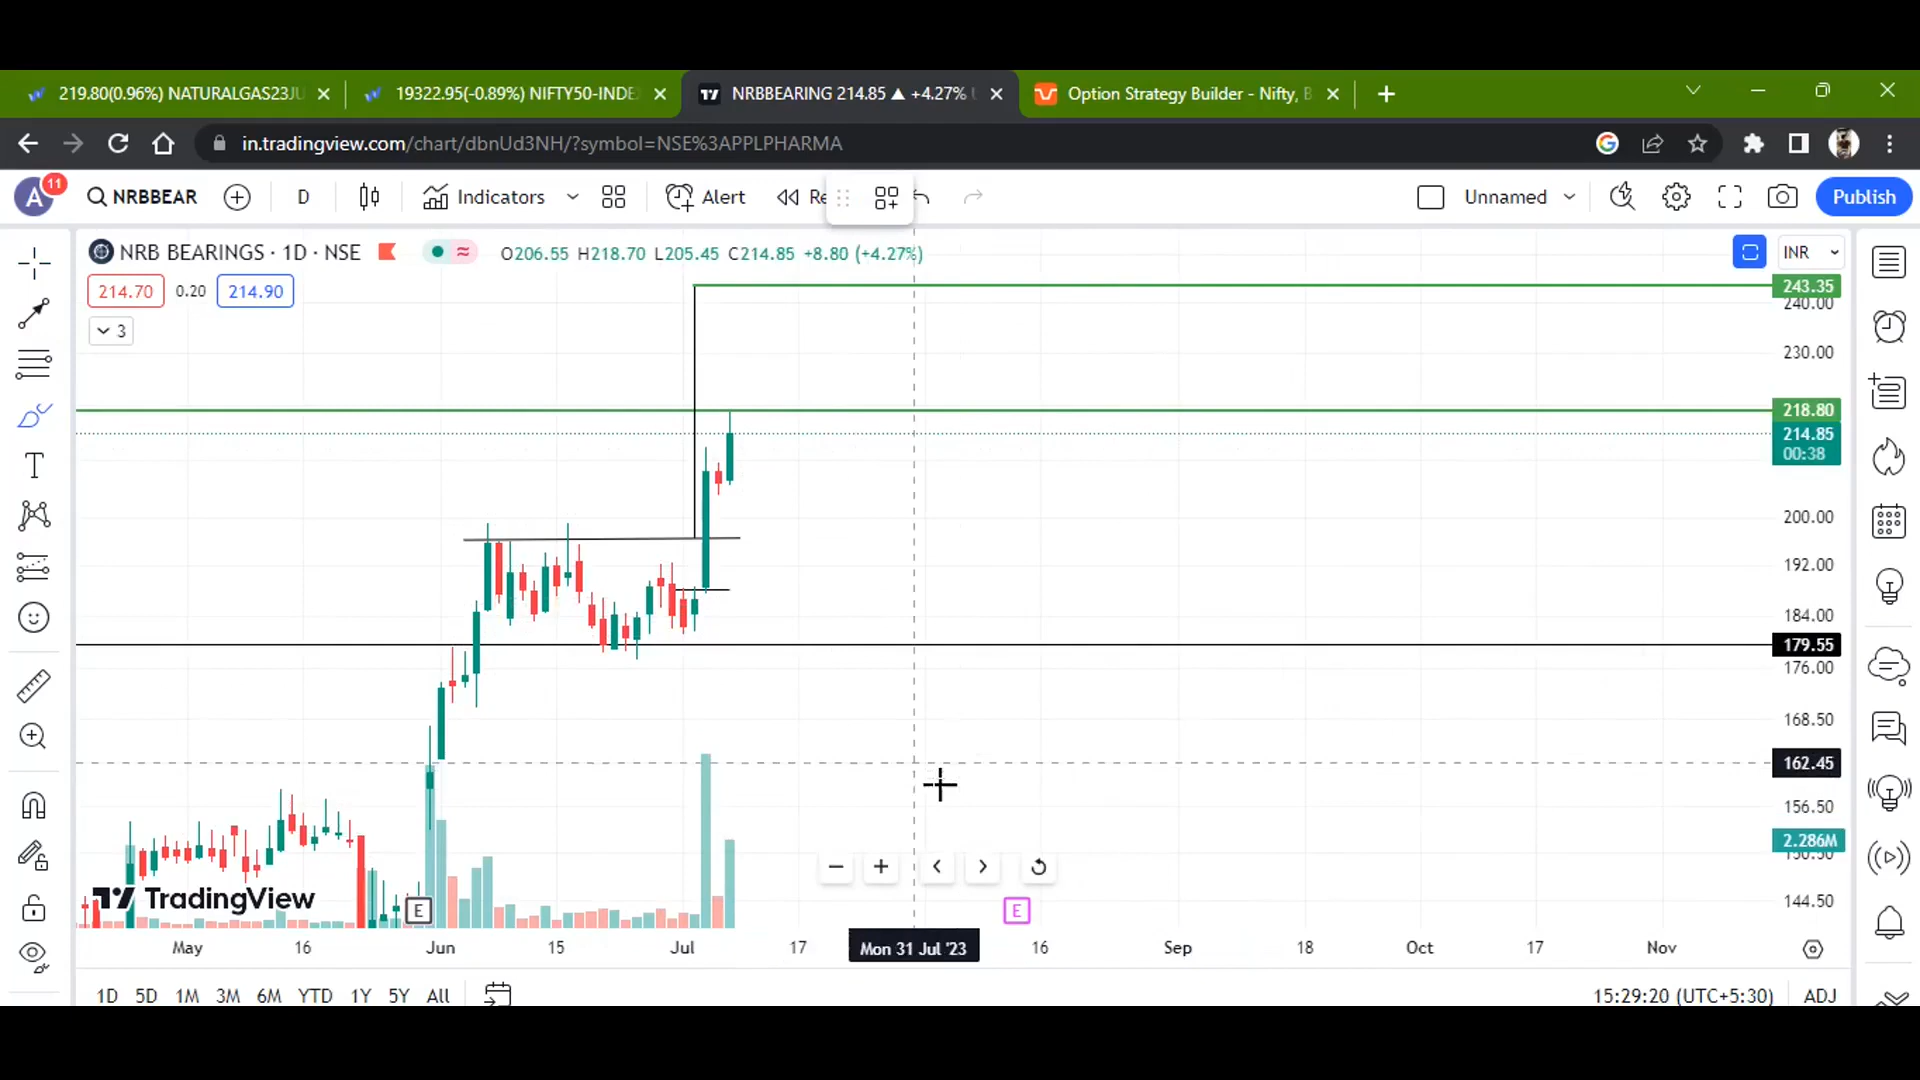 219.80(0.96%) NATURALGAS23JU
19322.95(-0.89%) NIFTY50-INDE
NRBBEARING 214.85 ▲ +4.27%
Option Strategy Builder - Nifty, B
in.tradingview.com/chart/dbnUd3NH/?symbol=NSE%3APPLPHARMA
A 11 NRBBEAR D Indicators Alert Re Unnamed Publish
NRB BEARINGS · 1D · NSE O206.55 H218.70 L205.45 C214.85 +8.80 (+4.27%) INR
214.70 0.20 214.90
3
243.35
240.00
230.00
218.80
214.85
00:38
200.00
192.00
184.00
179.55
176.00
168.50
162.45
156.50
2.286M
150.50
144.50
TradingView
E E
May 16 Jun 15 Jul 17 Mon 31 Jul '23 16 Sep 18 Oct 17 Nov
1D 5D 1M 3M 6M YTD 1Y 5Y All 15:29:20 (UTC+5:30) ADJ